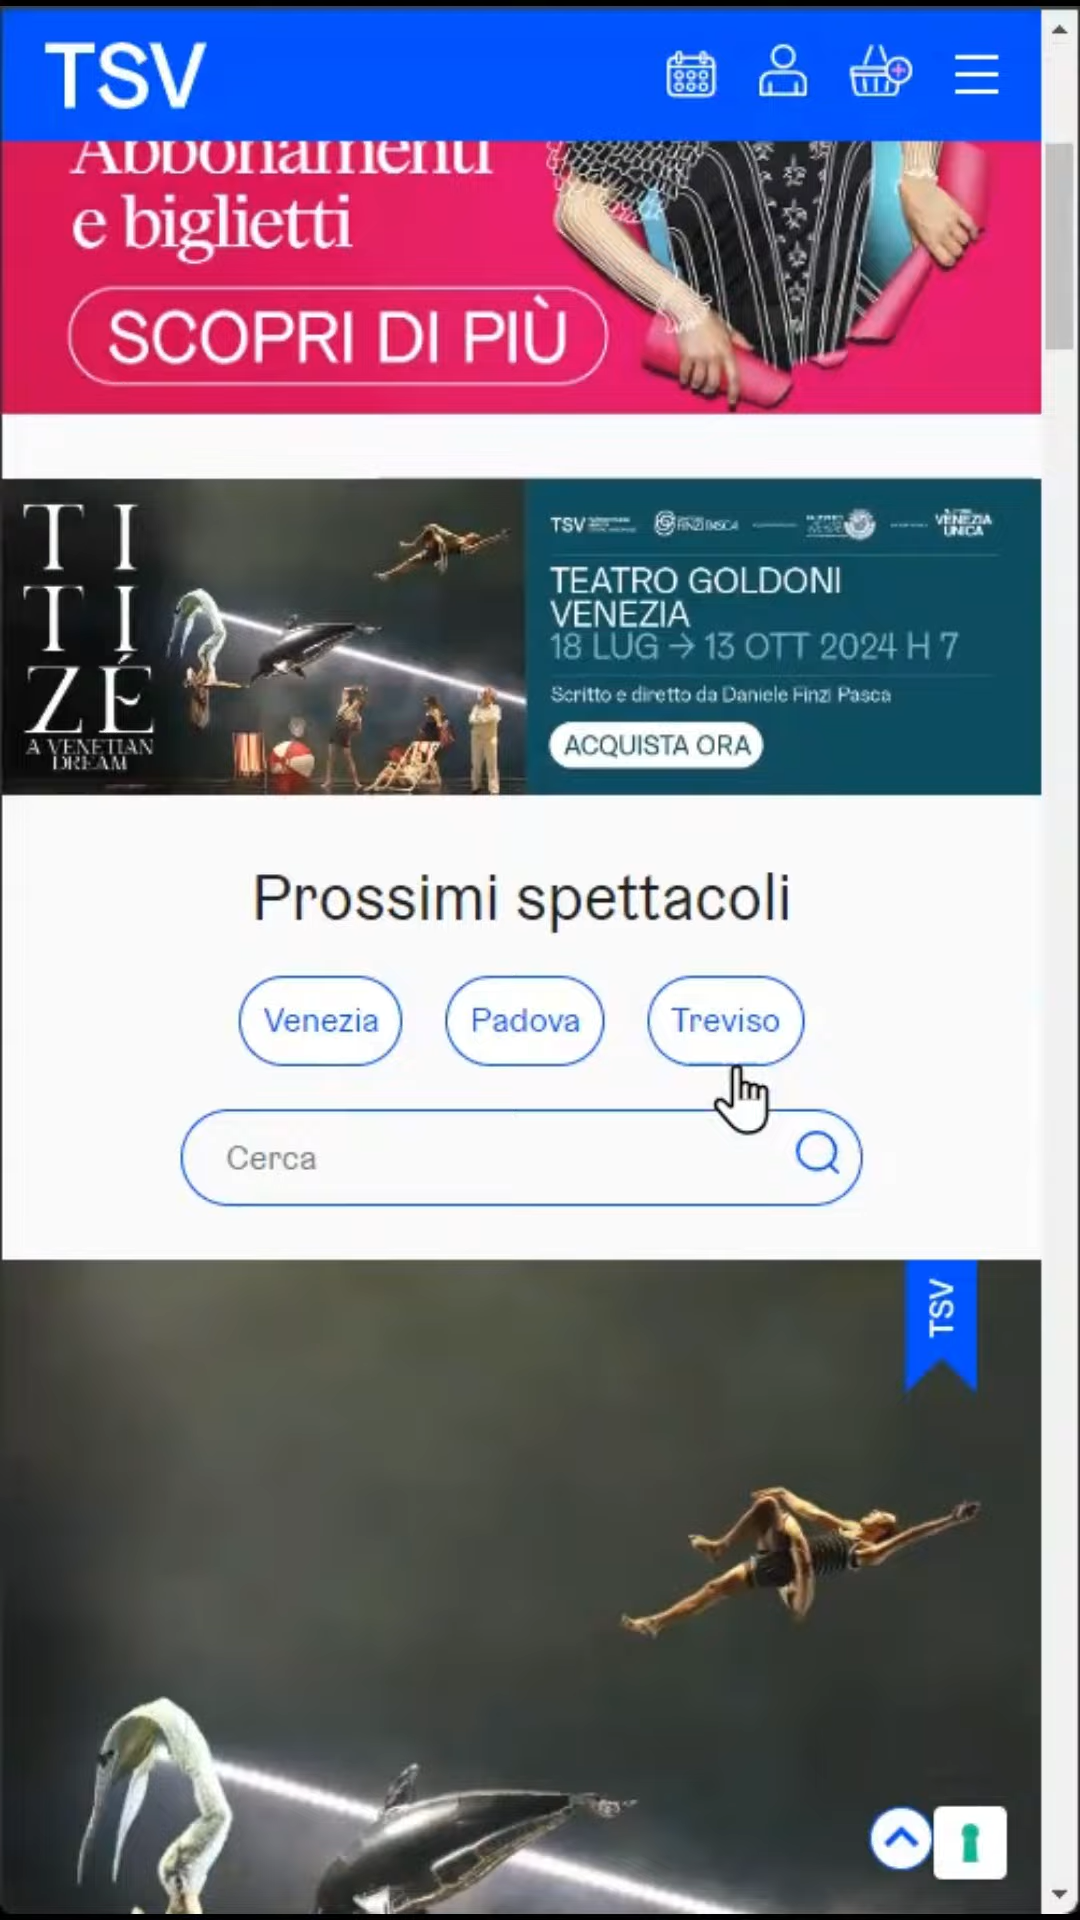 TSV
Abbonamenti
e biglietti
SCOPRI DI PIÙ
TI
TI
ZÉ
A VENETIAN
DREAM
TSV
VENEZIA
UNICA
TEATRO GOLDONI
VENEZIA
18 LUG → 13 OTT 2024 H 7
Scritto e diretto da Daniele Finzi Pasca
ACQUISTA ORA
Prossimi spettacoli
Venezia Padova Treviso
Cerca
TSV